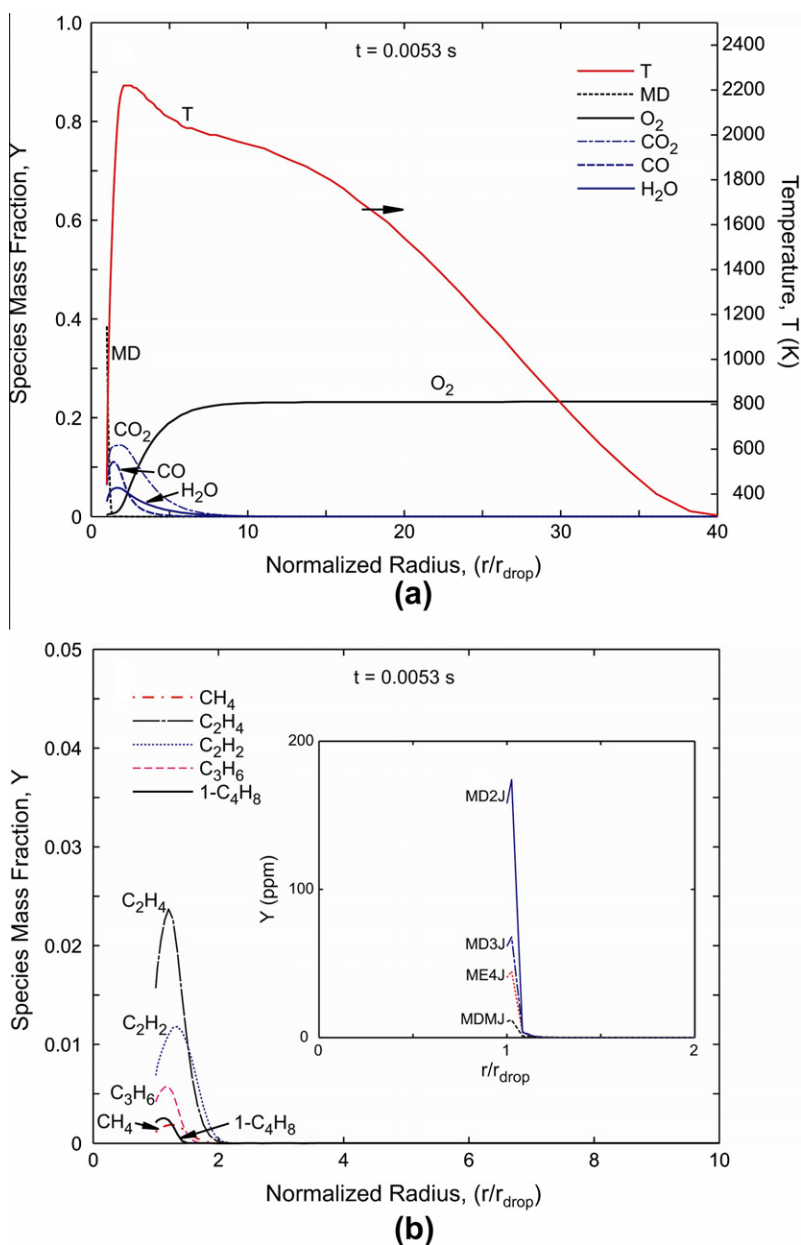 t = 0.0053 s
1.0
0.8
0.6
0.4
0.2
0
Species Mass Fraction, Y
2400
2200
2000
1800
1600
1400
1200
1000
800
600
400
Temperature, T (K)
T
MD
O2
CO2
CO
H2O
T
MD
O2
CO2
CO
H2O
0 10 20 30 40
Normalized Radius, (r/rdrop)
(a)
t = 0.0053 s
0.05
0.04
0.03
0.02
0.01
0
Species Mass Fraction, Y
CH4
C2H4
C2H2
C3H6
1-C4H8
C2H4
C2H2
C3H6
CH4
1-C4H8
200
100
0
Y (ppm)
MD2J
MD3J
ME4J
MDMJ
0 1 2
r/rdrop
0 2 4 6 8 10
Normalized Radius, (r/rdrop)
(b)